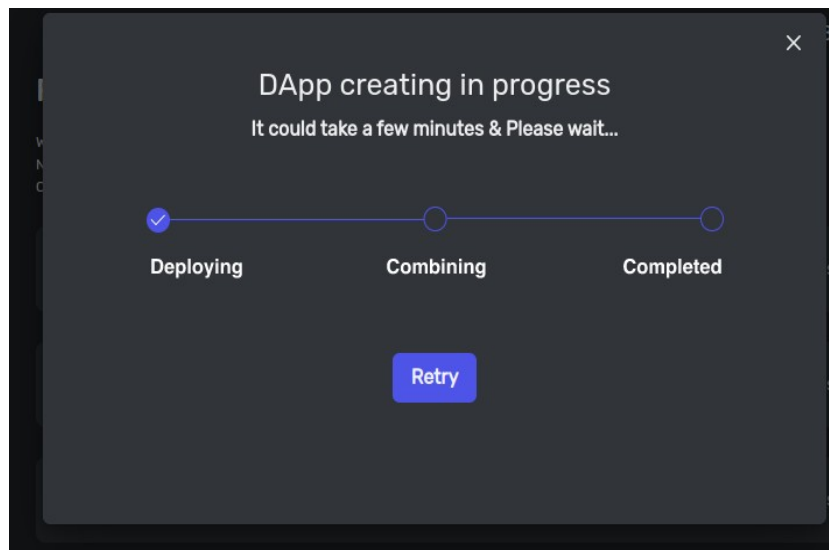 DApp creating in progress
It could take a few minutes & Please wait...
Deploying Combining Completed
Retry